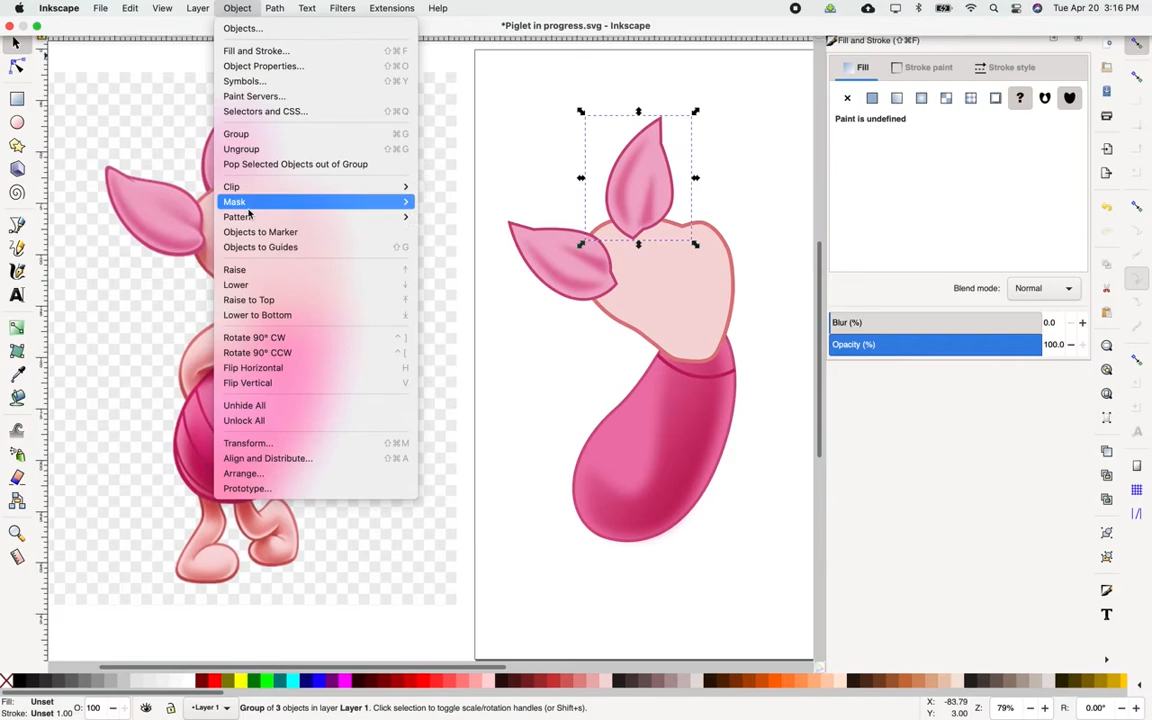 Inkscape File Edit View Layer Object Path Text Filters Extensions Help Tue Apr 20 3:16 PM
*Piglet in progress.svg - Inkscape
Objects...
Fill and Stroke... ⇧⌘F
Object Properties... ⇧⌘O
Symbols... ⇧⌘Y
Paint Servers...
Selectors and CSS... ⇧⌘Q
Group ⌘G
Ungroup ⇧⌘G
Pop Selected Objects out of Group
Clip
Mask
Pattern
Objects to Marker
Objects to Guides ⇧G
Raise ↑
Lower ↓
Raise to Top
Lower to Bottom
Rotate 90° CW ^ ]
Rotate 90° CCW ^ [
Flip Horizontal H
Flip Vertical V
Unhide All
Unlock All
Transform... ⇧⌘M
Align and Distribute... ⇧⌘A
Arrange...
Prototype...
Fill and Stroke (⇧⌘F)
Fill Stroke paint Stroke style
?
Paint is undefined
Blend mode: Normal
Blur (%) 0.0
Opacity (%) 100.0
Fill: Unset
Stroke: Unset 1.00
O: 100
•Layer 1
Group of 3 objects in layer Layer 1. Click selection to toggle scale/rotation handles (or Shift+s).
X: -83.79
Y: 3.00
Z: 79%
R: 0.00°